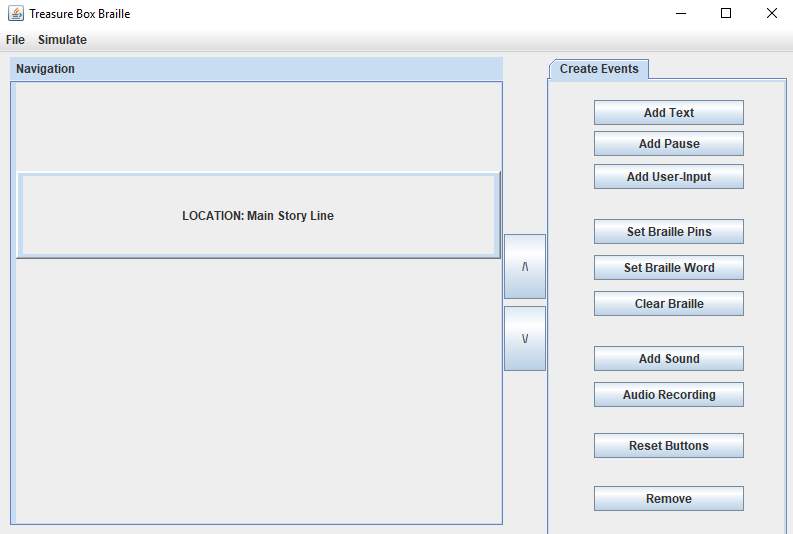 Treasure Box Braille
File Simulate
Navigation
LOCATION: Main Story Line
/\
\/
Create Events
Add Text
Add Pause
Add User-Input
Set Braille Pins
Set Braille Word
Clear Braille
Add Sound
Audio Recording
Reset Buttons
Remove